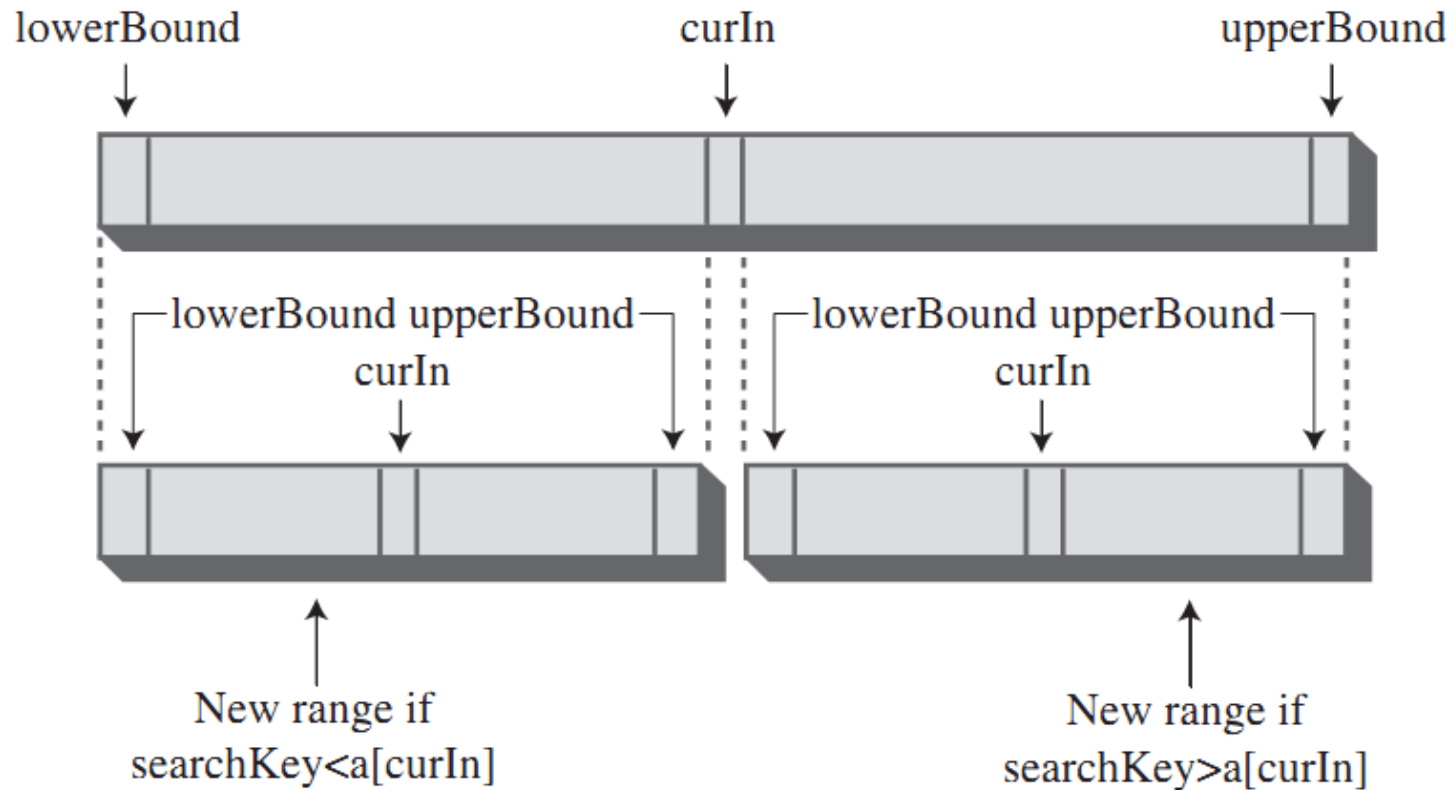 lowerBound curIn upperBound
lowerBound upperBound lowerBound upperBound
curIn curIn
New range if
searchKey<a[curIn]
New range if
searchKey>a[curIn]